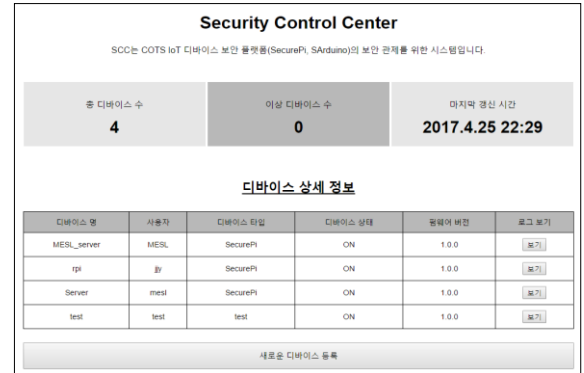 Security Control Center
SCC는 COTS IoT 디바이스 보안 플랫폼(SecurePi, SArduino)의 보안 관제를 위한 시스템입니다.
총 디바이스 수 이상 디바이스 수 마지막 갱신 시간
4 0 2017.4.25 22:29
디바이스 상세 정보
디바이스 명 사용자 디바이스 타입 디바이스 상태 펌웨어 버전 로그 보기
MESL_server MESL SecurePi ON 1.0.0 보기
rpi jjy SecurePi ON 1.0.0 보기
Server mesl SecurePi ON 1.0.0 보기
test test test ON 1.0.0 보기
새로운 디바이스 등록